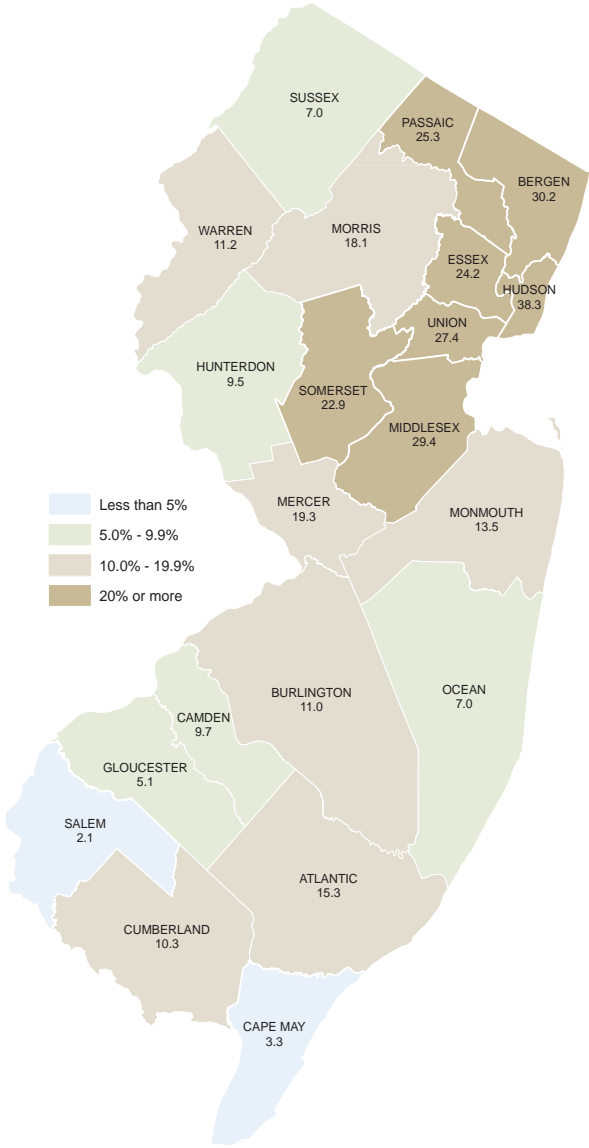 SUSSEX
7.0
PASSAIC
25.3
BERGEN
30.2
WARREN
11.2
MORRIS
18.1
ESSEX
24.2
HUDSON
38.3
UNION
27.4
HUNTERDON
9.5
SOMERSET
22.9
MIDDLESEX
29.4
MERCER
19.3
MONMOUTH
13.5
Less than 5%
5.0% - 9.9%
10.0% - 19.9%
20% or more
BURLINGTON
11.0
OCEAN
7.0
CAMDEN
9.7
GLOUCESTER
5.1
SALEM
2.1
ATLANTIC
15.3
CUMBERLAND
10.3
CAPE MAY
3.3